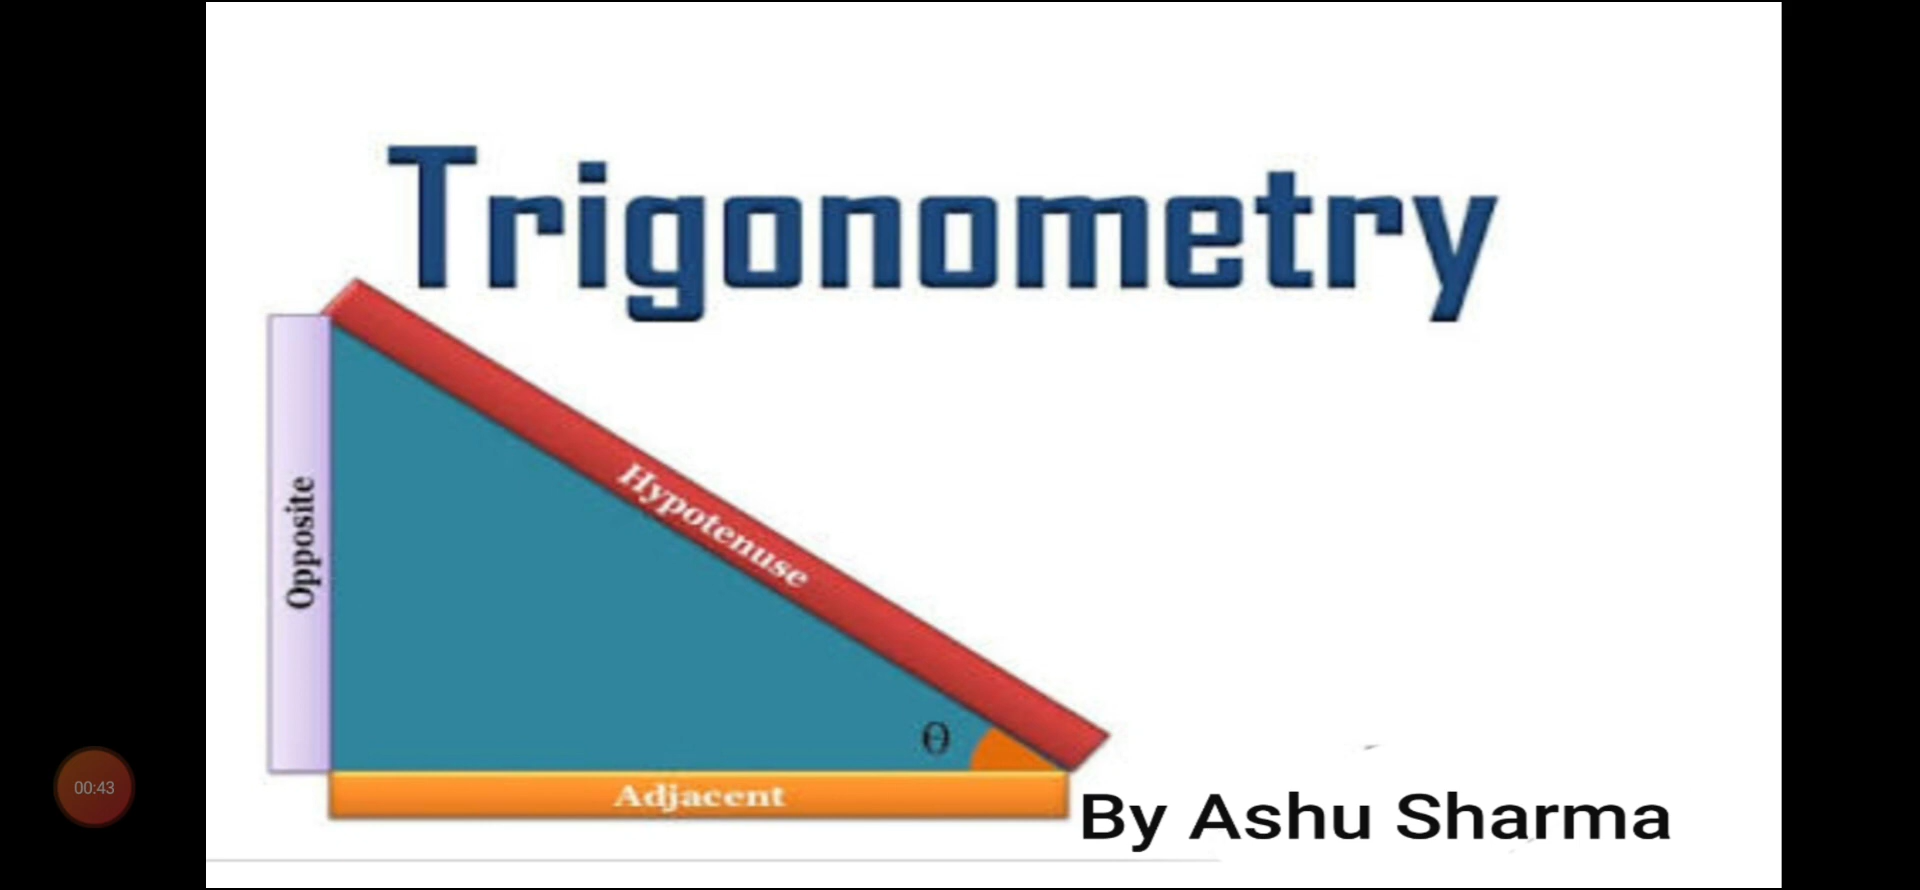 Trigonometry
Opposite
Hypotenuse
θ
Adjacent
By Ashu Sharma
00:43